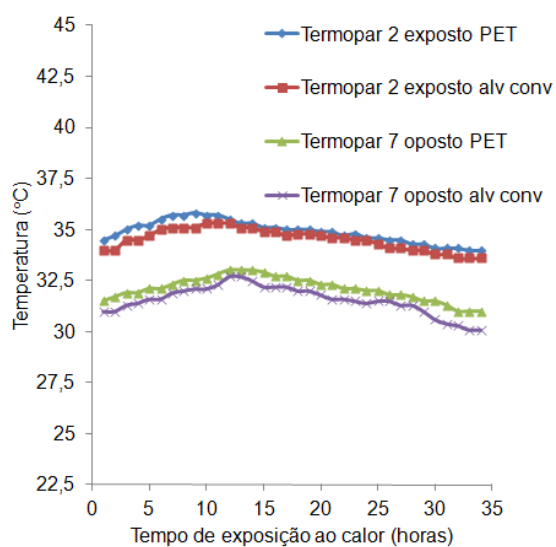 45
42,5
40
37,5
35
32,5
30
27,5
25
22,5
Temperatura (°C)
Termopar 2 exposto PET
Termopar 2 exposto alv conv
Termopar 7 oposto PET
Termopar 7 oposto alv conv
0 5 10 15 20 25 30 35
Tempo de exposição ao calor (horas)